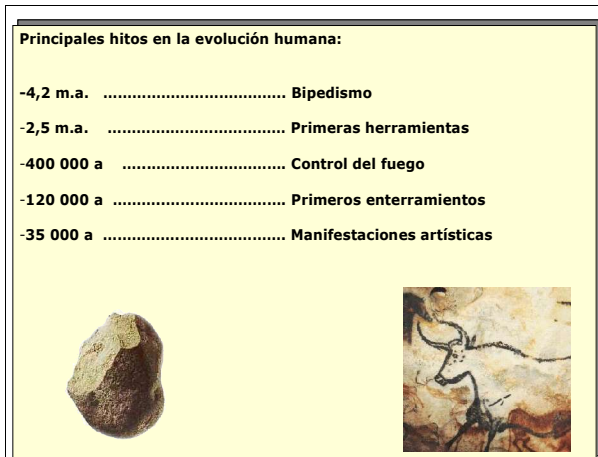 Principales hitos en la evolución humana:
-4,2 m.a. ...................................... Bipedismo
-2,5 m.a. ..................................... Primeras herramientas
-400 000 a .................................. Control del fuego
-120 000 a .................................... Primeros enterramientos
-35 000 a ...................................... Manifestaciones artísticas